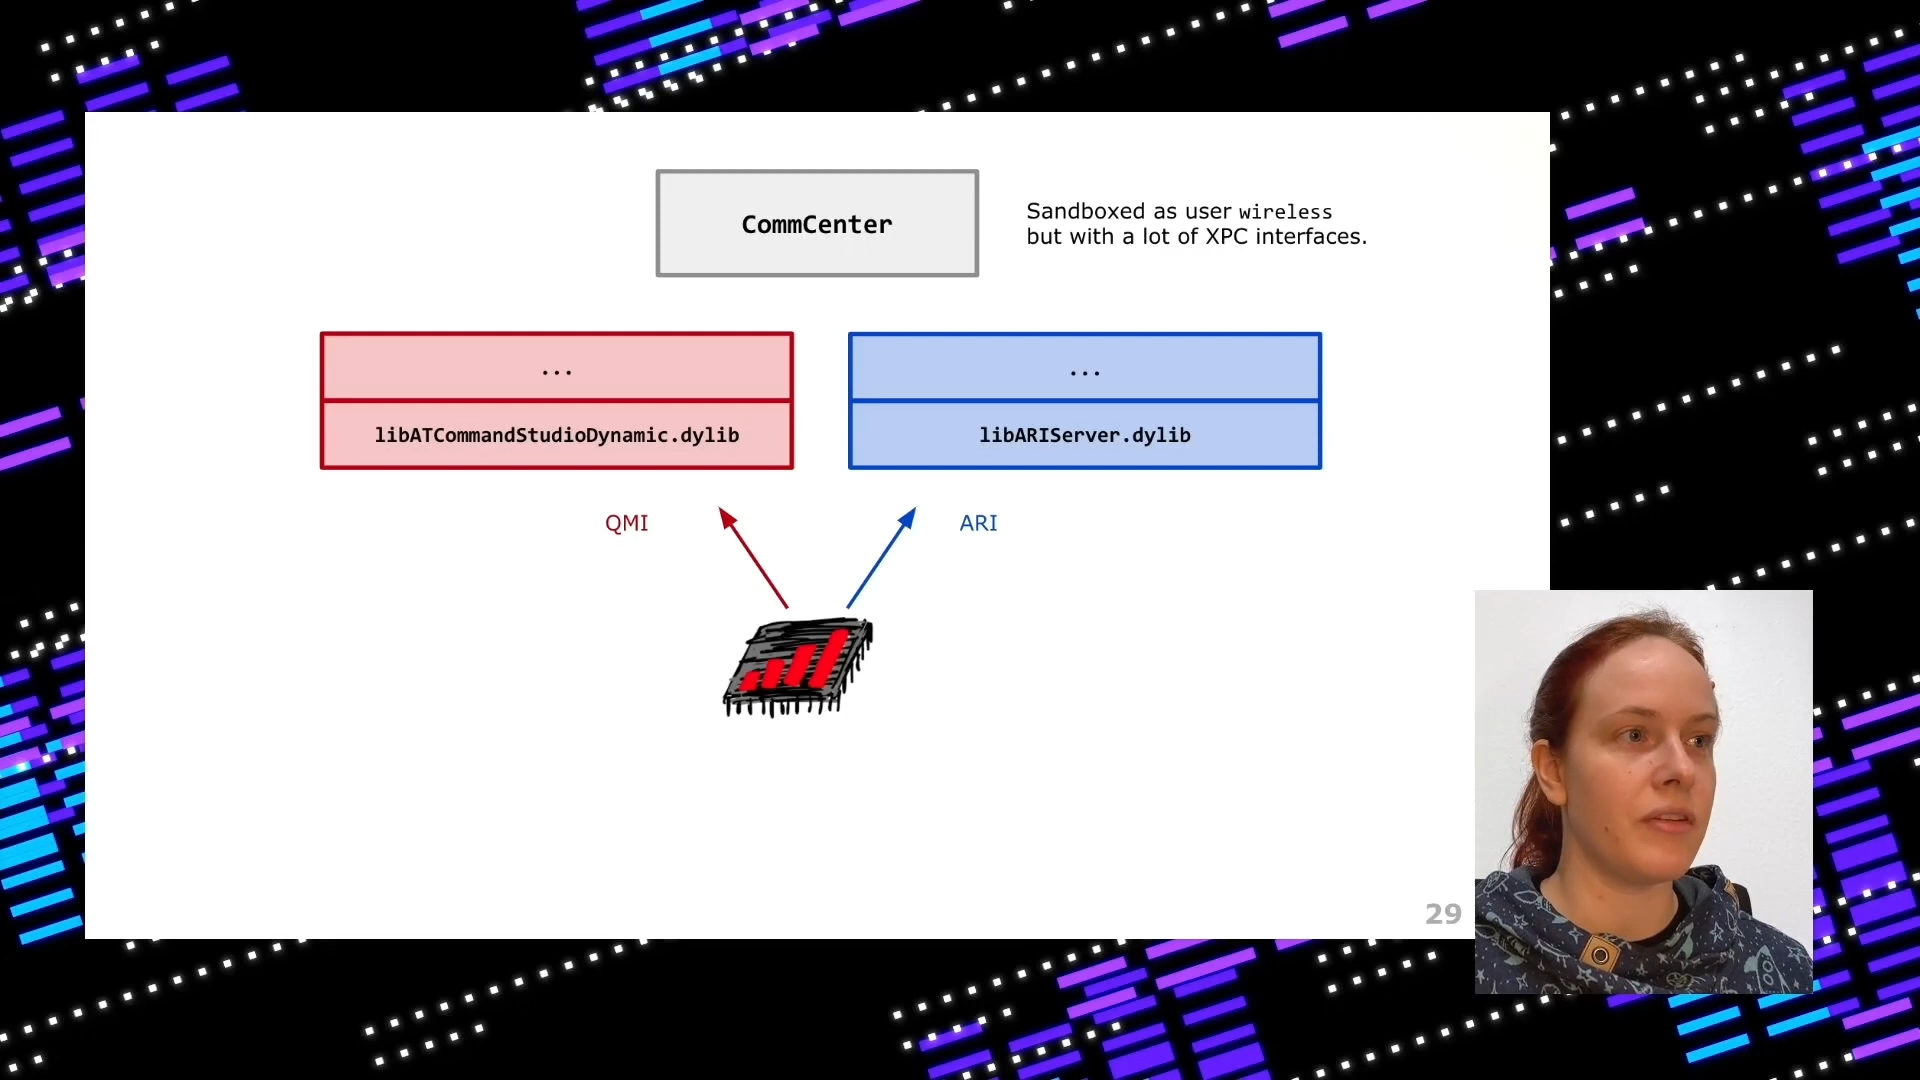 CommCenter
Sandboxed as user wireless
but with a lot of XPC interfaces.
...
libATCommandStudioDynamic.dylib
...
libARIServer.dylib
QMI
ARI
29